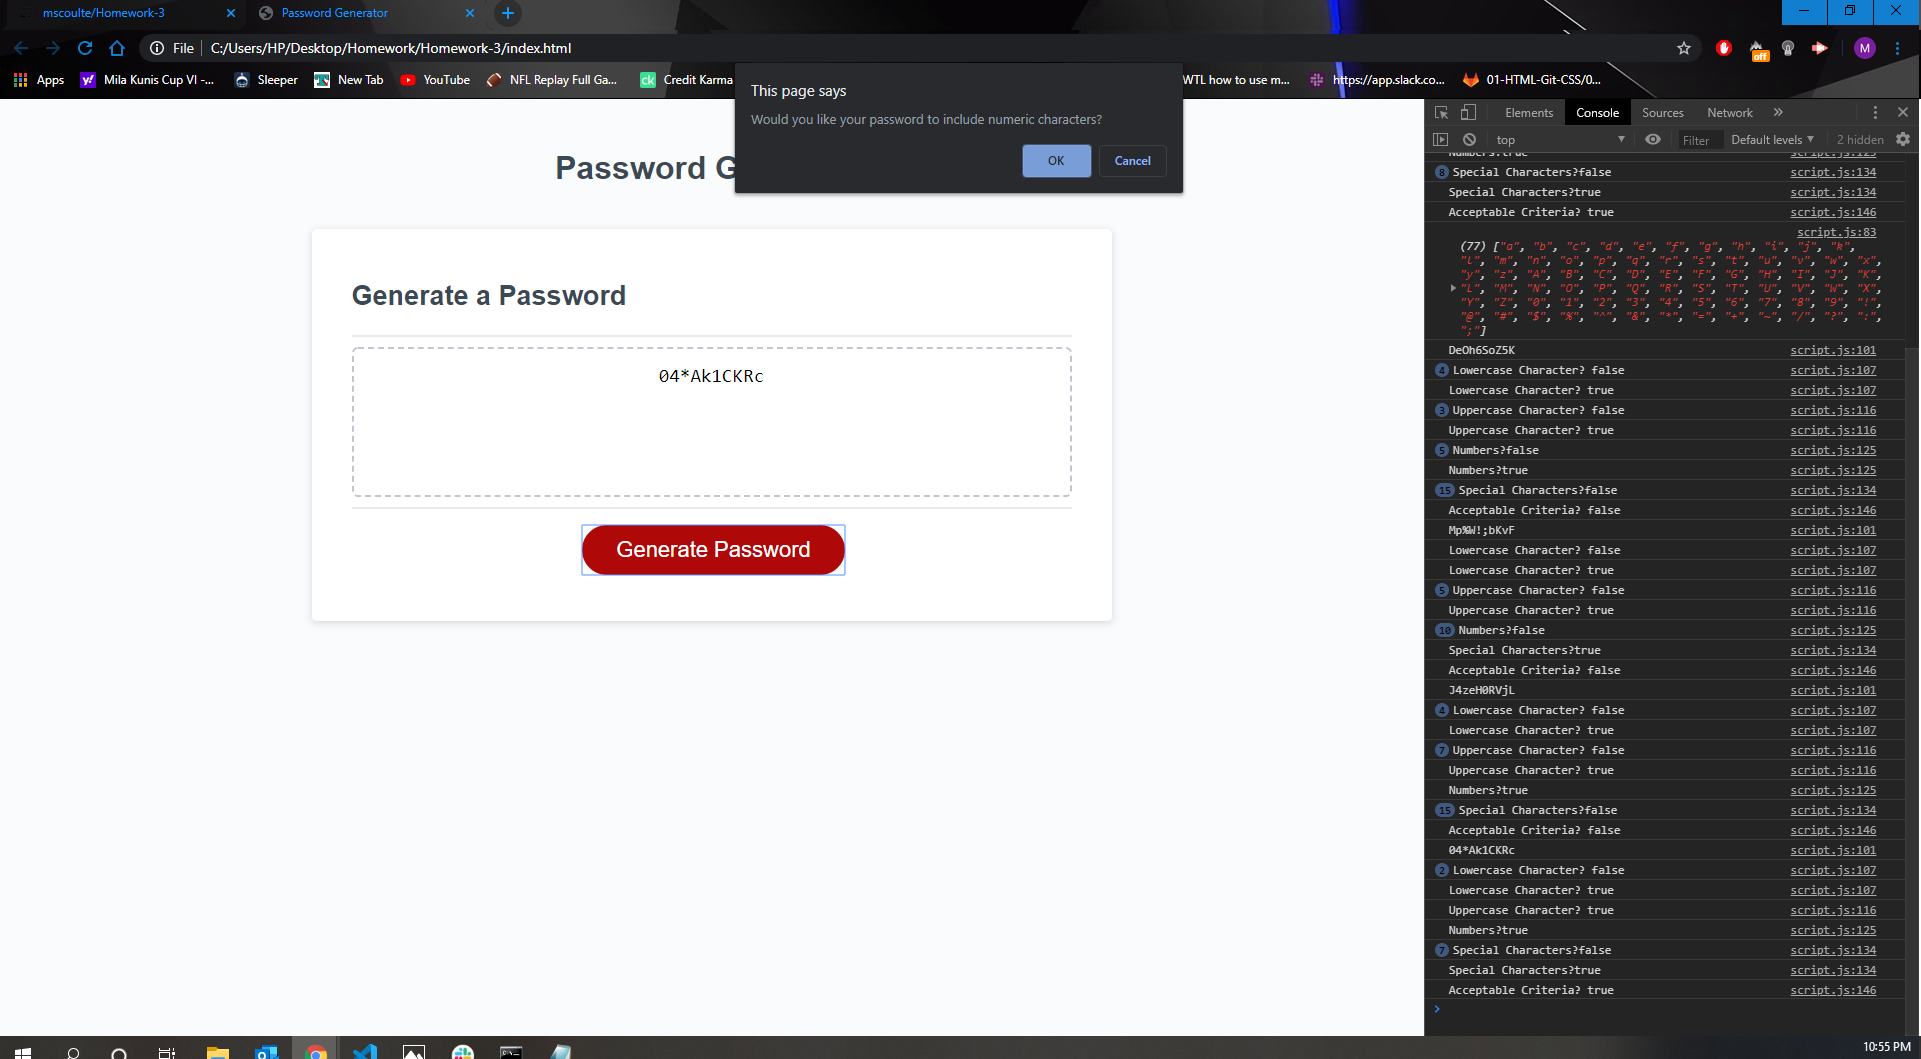 mscoulte/Homework-3
Password Generator
File
C:/Users/HP/Desktop/Homework/Homework-3/index.html
M
Apps
Mila Kunis Cup VI -...
Sleeper
New Tab
YouTube
NFL Replay Full Ga...
ck Credit Karma
WTL how to use m...
https://app.slack.co...
01-HTML-Git-CSS/0...
off
This page says
Would you like your password to include numeric characters?
OK
Cancel
Password G
Generate a Password
04*Ak1CKRc
Generate Password
Elements Console Sources Network »
top
Filter
Default levels
2 hidden
Numbers?true script.js:125
8 Special Characters?false script.js:134
Special Characters?true script.js:134
Acceptable Criteria? true script.js:146
script.js:83
(77) ["a", "b", "c", "d", "e", "f", "g", "h", "i", "j", "k",
"l", "m", "n", "o", "p", "q", "r", "s", "t", "u", "v", "w", "x",
"y", "z", "A", "B", "C", "D", "E", "F", "G", "H", "I", "J", "K",
"L", "M", "N", "O", "P", "Q", "R", "S", "T", "U", "V", "W", "X",
"Y", "Z", "0", "1", "2", "3", "4", "5", "6", "7", "8", "9", "!",
"@", "#", "$", "%", "^", "&", "*", "=", "+", "~", "/", "?", ":",
";"]
DeOh6SoZ5K script.js:101
4 Lowercase Character? false script.js:107
Lowercase Character? true script.js:107
3 Uppercase Character? false script.js:116
Uppercase Character? true script.js:116
5 Numbers?false script.js:125
Numbers?true script.js:125
15 Special Characters?false script.js:134
Acceptable Criteria? false script.js:146
Mp%W!;bKvF script.js:101
Lowercase Character? false script.js:107
Lowercase Character? true script.js:107
5 Uppercase Character? false script.js:116
Uppercase Character? true script.js:116
10 Numbers?false script.js:125
Special Characters?true script.js:134
Acceptable Criteria? false script.js:146
J4zeH0RVjL script.js:101
4 Lowercase Character? false script.js:107
Lowercase Character? true script.js:107
7 Uppercase Character? false script.js:116
Uppercase Character? true script.js:116
Numbers?true script.js:125
15 Special Characters?false script.js:134
Acceptable Criteria? false script.js:146
04*Ak1CKRc script.js:101
2 Lowercase Character? false script.js:107
Lowercase Character? true script.js:107
Uppercase Character? true script.js:116
Numbers?true script.js:125
7 Special Characters?false script.js:134
Special Characters?true script.js:134
Acceptable Criteria? true script.js:146
10:55 PM